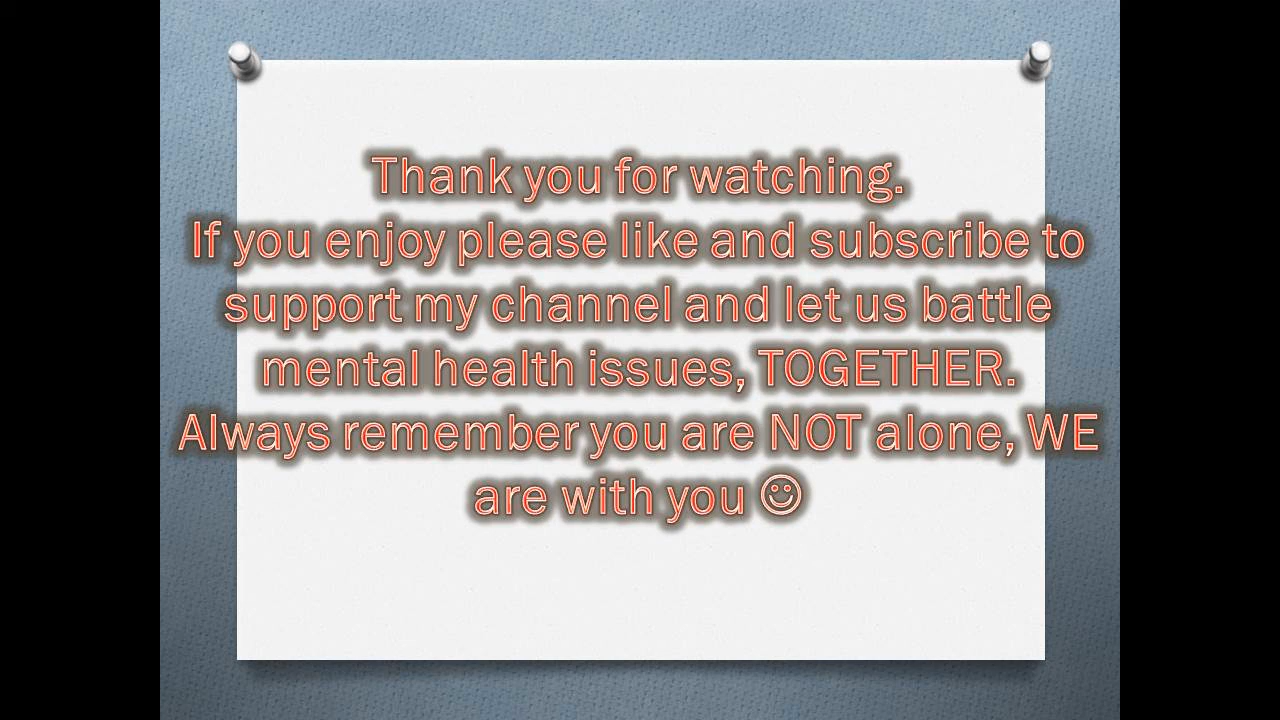 Thank you for watching.
If you enjoy please like and subscribe to
support my channel and let us battle
mental health issues, TOGETHER.
Always remember you are NOT alone, WE
are with you ☺